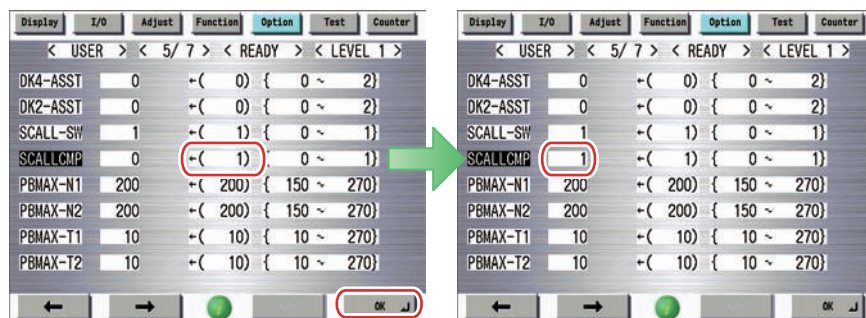 Display I/O Adjust Function Option Test Counter
< USER > < 5/ 7 > < READY > < LEVEL 1 >
DK4-ASST 0 ←( 0) { 0 ~ 2}
DK2-ASST 0 ←( 0) { 0 ~ 2}
SCALL-SW 1 ←( 1) { 0 ~ 1}
SCALLCMP 0 ←( 1) { 0 ~ 1}
PBMAX-N1 200 ←( 200) { 150 ~ 270}
PBMAX-N2 200 ←( 200) { 150 ~ 270}
PBMAX-T1 10 ←( 10) { 10 ~ 270}
PBMAX-T2 10 ←( 10) { 10 ~ 270}
← → OK ↵
Display I/O Adjust Function Option Test Counter
< USER > < 5/ 7 > < READY > < LEVEL 1 >
DK4-ASST 0 ←( 0) { 0 ~ 2}
DK2-ASST 0 ←( 0) { 0 ~ 2}
SCALL-SW 1 ←( 1) { 0 ~ 1}
SCALLCMP 1 ←( 1) { 0 ~ 1}
PBMAX-N1 200 ←( 200) { 150 ~ 270}
PBMAX-N2 200 ←( 200) { 150 ~ 270}
PBMAX-T1 10 ←( 10) { 10 ~ 270}
PBMAX-T2 10 ←( 10) { 10 ~ 270}
← → OK ↵